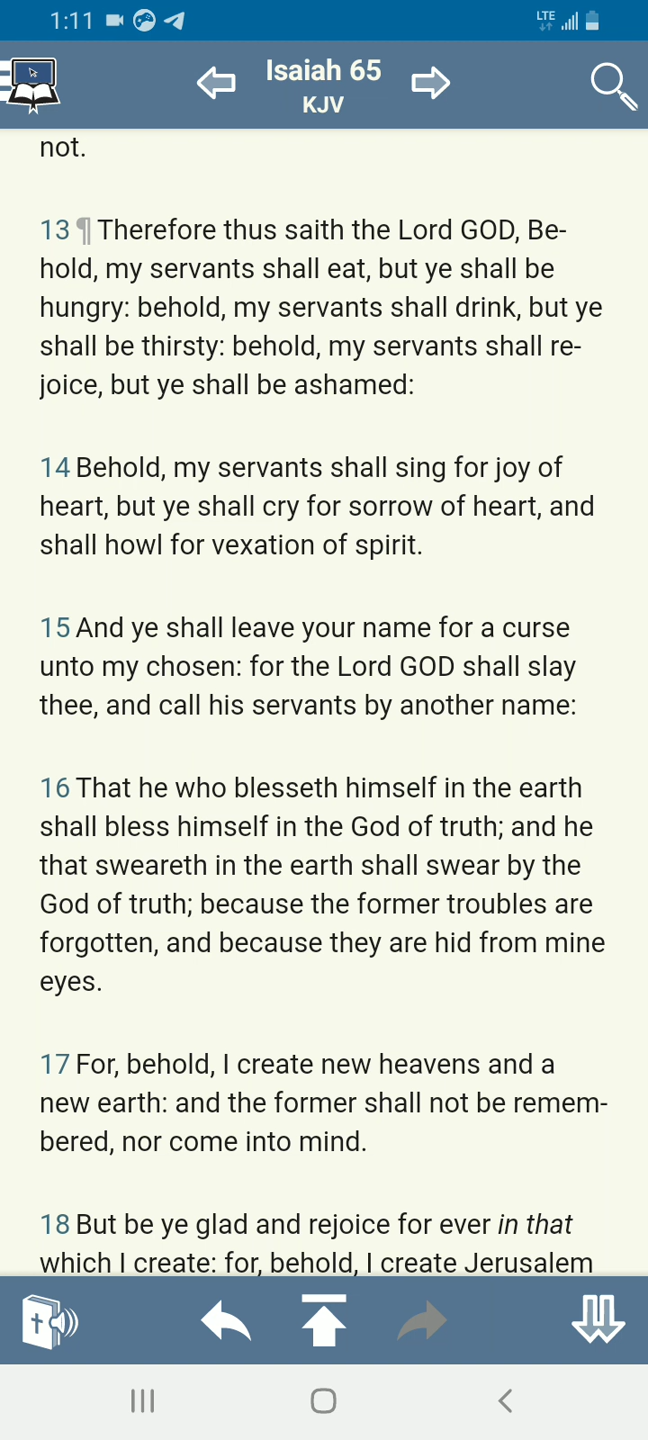 1:11
LTE
Isaiah 65
KJV
not.
13 ¶ Therefore thus saith the Lord GOD, Be-
hold, my servants shall eat, but ye shall be
hungry: behold, my servants shall drink, but ye
shall be thirsty: behold, my servants shall re-
joice, but ye shall be ashamed:
14 Behold, my servants shall sing for joy of
heart, but ye shall cry for sorrow of heart, and
shall howl for vexation of spirit.
15 And ye shall leave your name for a curse
unto my chosen: for the Lord GOD shall slay
thee, and call his servants by another name:
16 That he who blesseth himself in the earth
shall bless himself in the God of truth; and he
that sweareth in the earth shall swear by the
God of truth; because the former troubles are
forgotten, and because they are hid from mine
eyes.
17 For, behold, I create new heavens and a
new earth: and the former shall not be remem-
bered, nor come into mind.
18 But be ye glad and rejoice for ever in that
which I create: for, behold, I create Jerusalem